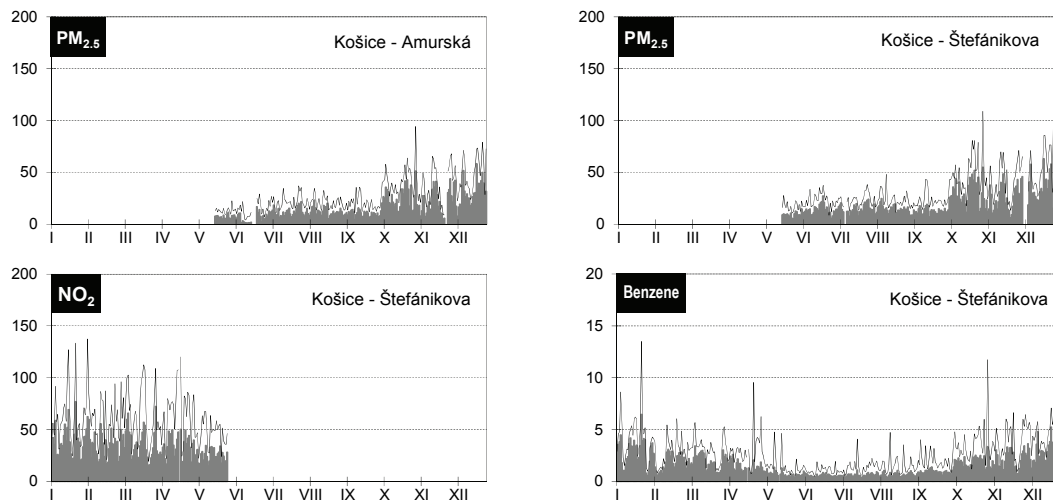 PM2.5
Košice - Amurská
200
150
100
50
0
I II III IV V VI VII VIII IX X XI XII
PM2.5
Košice - Štefánikova
200
150
100
50
0
I II III IV V VI VII VIII IX X XI XII
NO2
Košice - Štefánikova
200
150
100
50
0
I II III IV V VI VII VIII IX X XI XII
Benzene
Košice - Štefánikova
20
15
10
5
0
I II III IV V VI VII VIII IX X XI XII